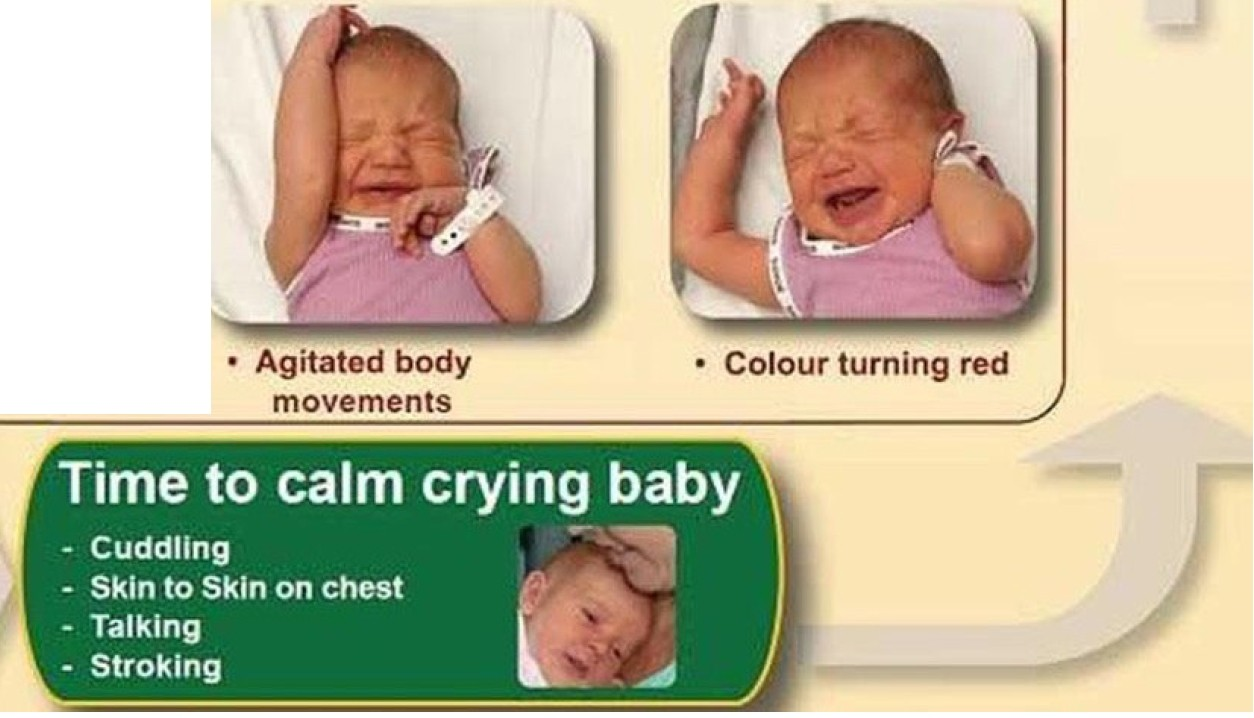 • Agitated body
movements
• Colour turning red
Time to calm crying baby
- Cuddling
- Skin to Skin on chest
- Talking
- Stroking